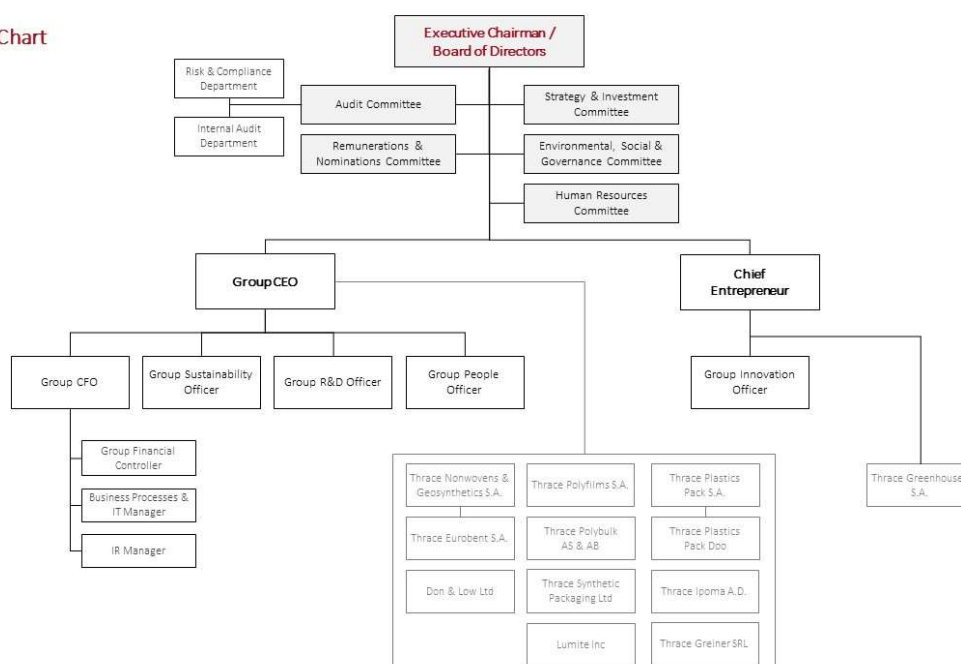 Chart
Executive Chairman /
Board of Directors
Risk & Compliance
Department
Internal Audit
Department
Audit Committee
Strategy & Investment
Committee
Remunerations &
Nominations Committee
Environmental, Social &
Governance Committee
Human Resources
Committee
Group CEO
Chief
Entrepreneur
Group CFO
Group Sustainability
Officer
Group R&D Officer
Group People
Officer
Group Innovation
Officer
Group Financial
Controller
Business Processes &
IT Manager
IR Manager
Thrace Nonwovens &
Geosynthetics S.A.
Thrace Polyfilms S.A.
Thrace Plastics
Pack S.A.
Thrace Greenhouse
S.A.
Thrace Eurobent S.A.
Thrace Polybulk
AS & AB
Thrace Plastics
Pack Doo
Don & Low Ltd
Thrace Synthetic
Packaging Ltd
Thrace Ipoma A.D.
Lumite Inc
Thrace Greiner SRL